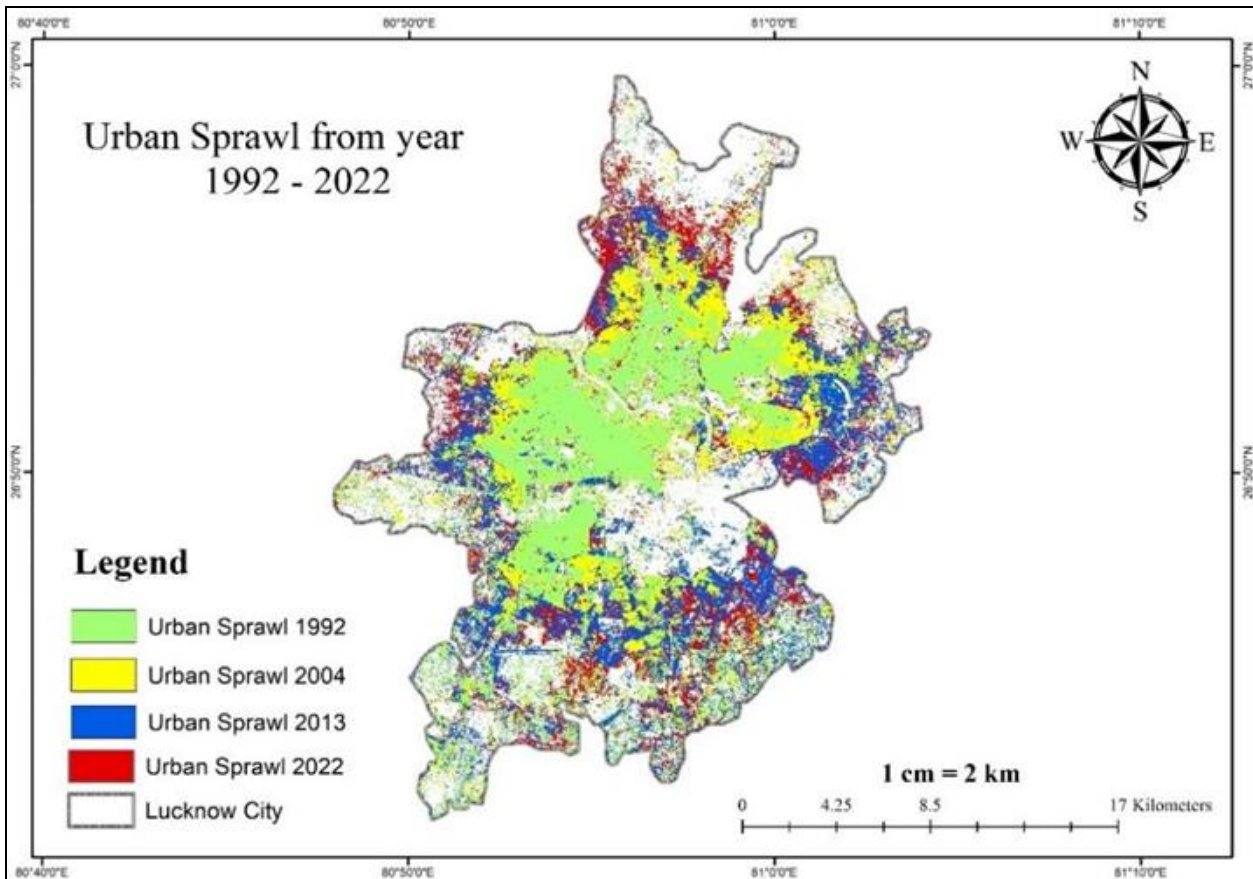 80°40'0"E 80°50'0"E 81°0'0"E 81°10'0"E
27°0'0"N 27°0'0"N
Urban Sprawl from year
1992 - 2022
N
W E
S
26°50'0"N 26°50'0"N
Legend
Urban Sprawl 1992
Urban Sprawl 2004
Urban Sprawl 2013
Urban Sprawl 2022
Lucknow City
1 cm = 2 km
0 4.25 8.5 17 Kilometers
80°40'0"E 80°50'0"E 81°0'0"E 81°10'0"E